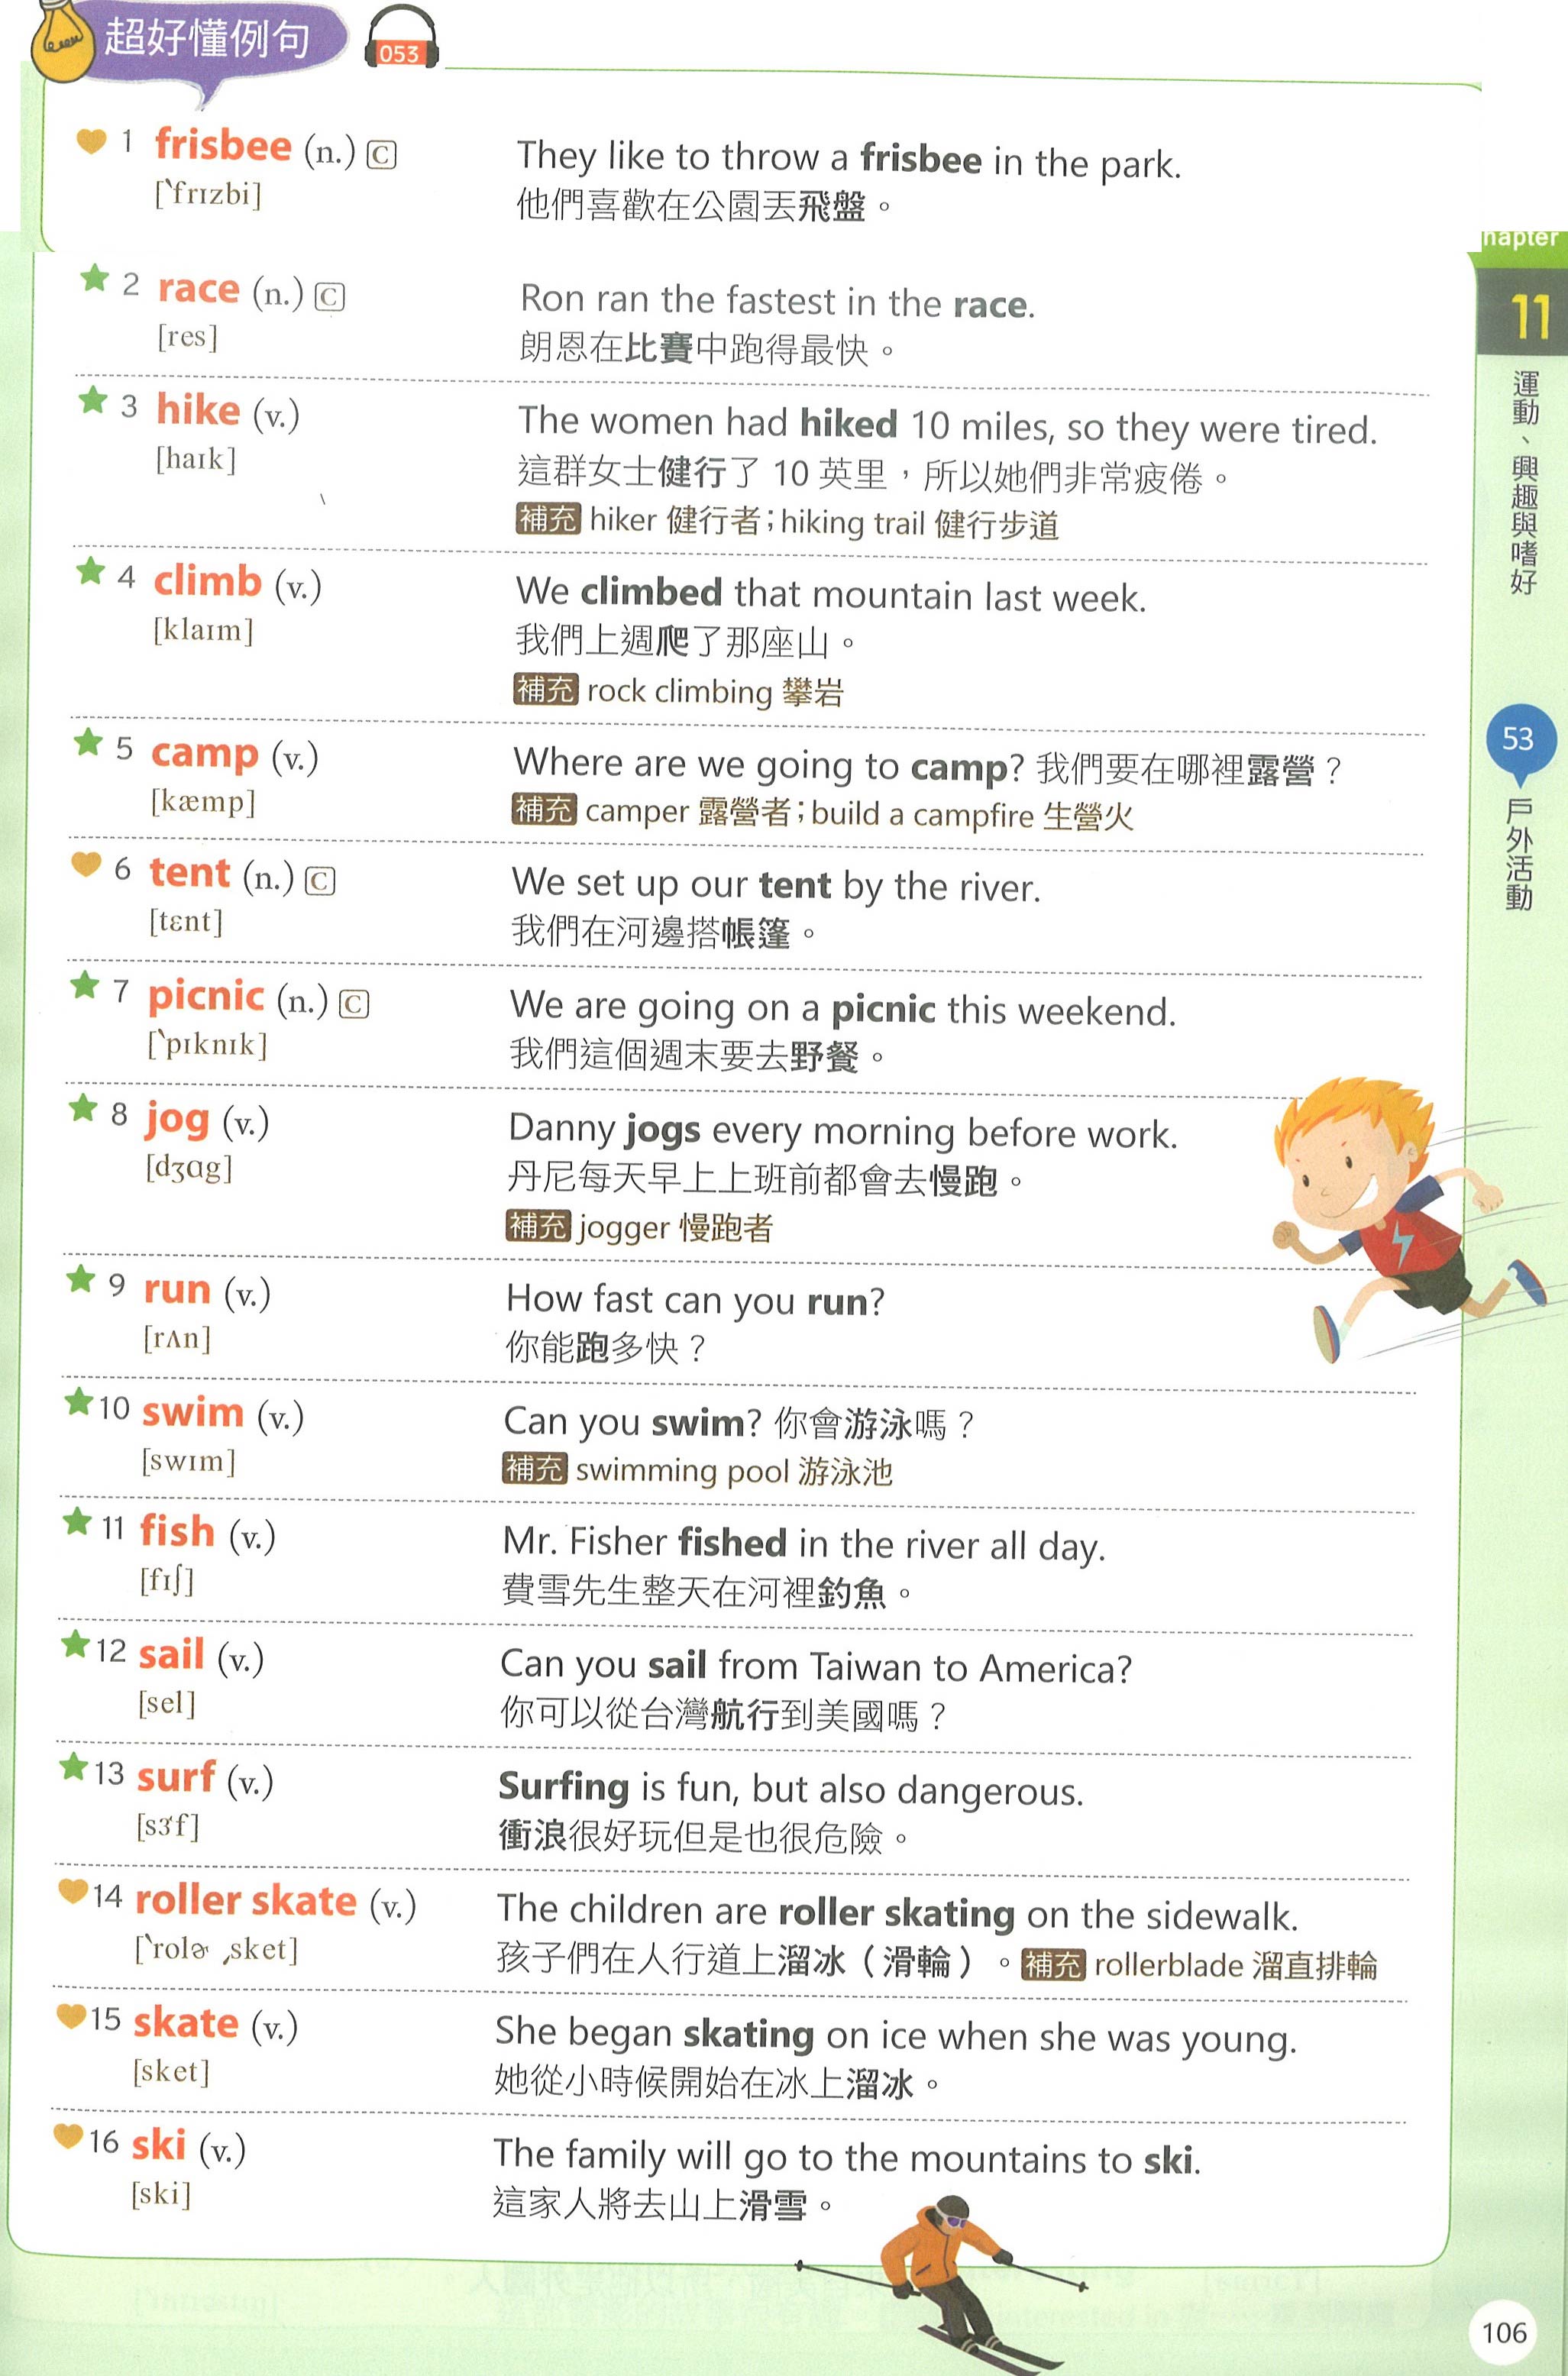 超好懂例句 053
1 frisbee (n.) C
[ˋfrɪzbi]
They like to throw a frisbee in the park.
他們喜歡在公園丟飛盤。
hapter
11
運動、興趣與嗜好
53
戶外活動
2 race (n.) C
[res]
Ron ran the fastest in the race.
朗恩在比賽中跑得最快。
3 hike (v.)
[haɪk]
The women had hiked 10 miles, so they were tired.
這群女士健行了 10 英里，所以她們非常疲倦。
補充 hiker 健行者；hiking trail 健行步道
4 climb (v.)
[klaɪm]
We climbed that mountain last week.
我們上週爬了那座山。
補充 rock climbing 攀岩
5 camp (v.)
[kæmp]
Where are we going to camp? 我們要在哪裡露營？
補充 camper 露營者；build a campfire 生營火
6 tent (n.) C
[tɛnt]
We set up our tent by the river.
我們在河邊搭帳篷。
7 picnic (n.) C
[ˋpɪknɪk]
We are going on a picnic this weekend.
我們這個週末要去野餐。
8 jog (v.)
[dʒɑg]
Danny jogs every morning before work.
丹尼每天早上上班前都會去慢跑。
補充 jogger 慢跑者
9 run (v.)
[rʌn]
How fast can you run?
你能跑多快？
10 swim (v.)
[swɪm]
Can you swim? 你會游泳嗎？
補充 swimming pool 游泳池
11 fish (v.)
[fɪʃ]
Mr. Fisher fished in the river all day.
費雪先生整天在河裡釣魚。
12 sail (v.)
[sel]
Can you sail from Taiwan to America?
你可以從台灣航行到美國嗎？
13 surf (v.)
[sɝf]
Surfing is fun, but also dangerous.
衝浪很好玩但是也很危險。
14 roller skate (v.)
[ˋrolɚ ˏsket]
The children are roller skating on the sidewalk.
孩子們在人行道上溜冰（滑輪）。補充 rollerblade 溜直排輪
15 skate (v.)
[sket]
She began skating on ice when she was young.
她從小時候開始在冰上溜冰。
16 ski (v.)
[ski]
The family will go to the mountains to ski.
這家人將去山上滑雪。
106